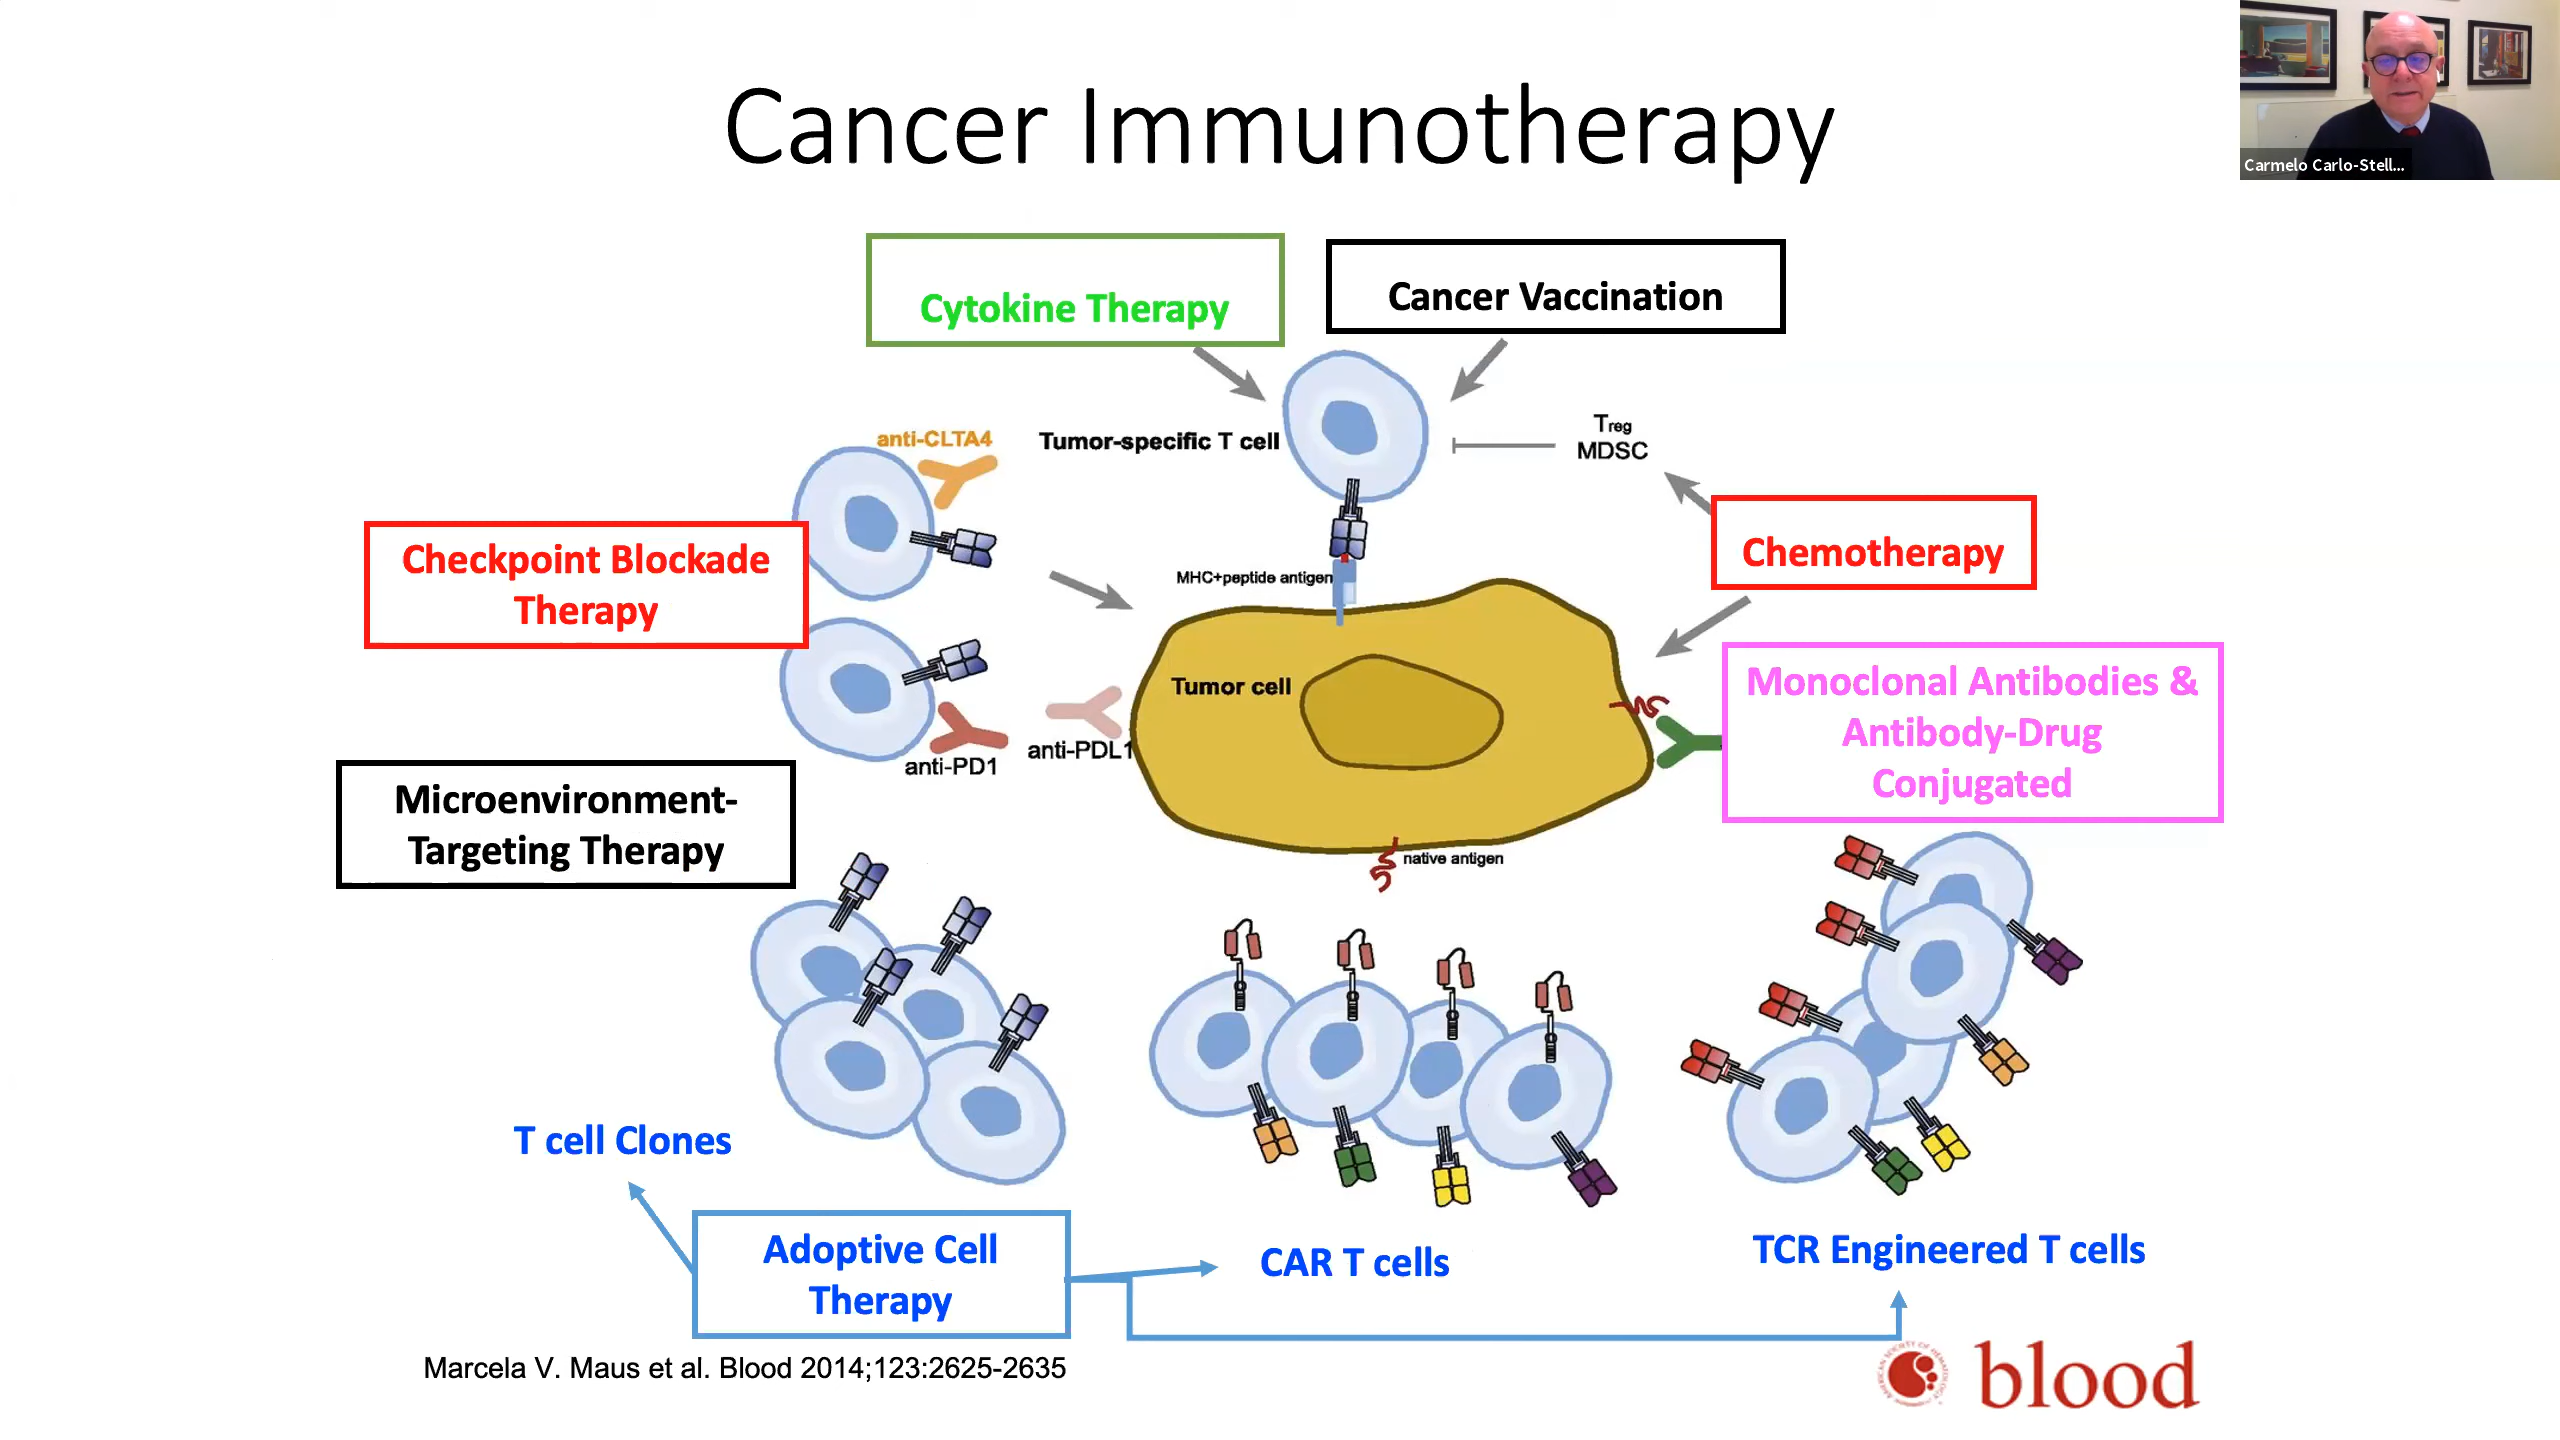 Cancer Immunotherapy
Carmelo Carlo-Stell...
Cytokine Therapy
Cancer Vaccination
anti-CLTA4
Tumor-specific T cell
Treg
MDSC
Checkpoint Blockade
Therapy
MHC+peptide antigen
Chemotherapy
Tumor cell
anti-PD1
anti-PDL1
Monoclonal Antibodies &
Antibody-Drug
Conjugated
Microenvironment-
Targeting Therapy
native antigen
T cell Clones
Adoptive Cell
Therapy
CAR T cells
TCR Engineered T cells
Marcela V. Maus et al. Blood 2014;123:2625-2635
blood